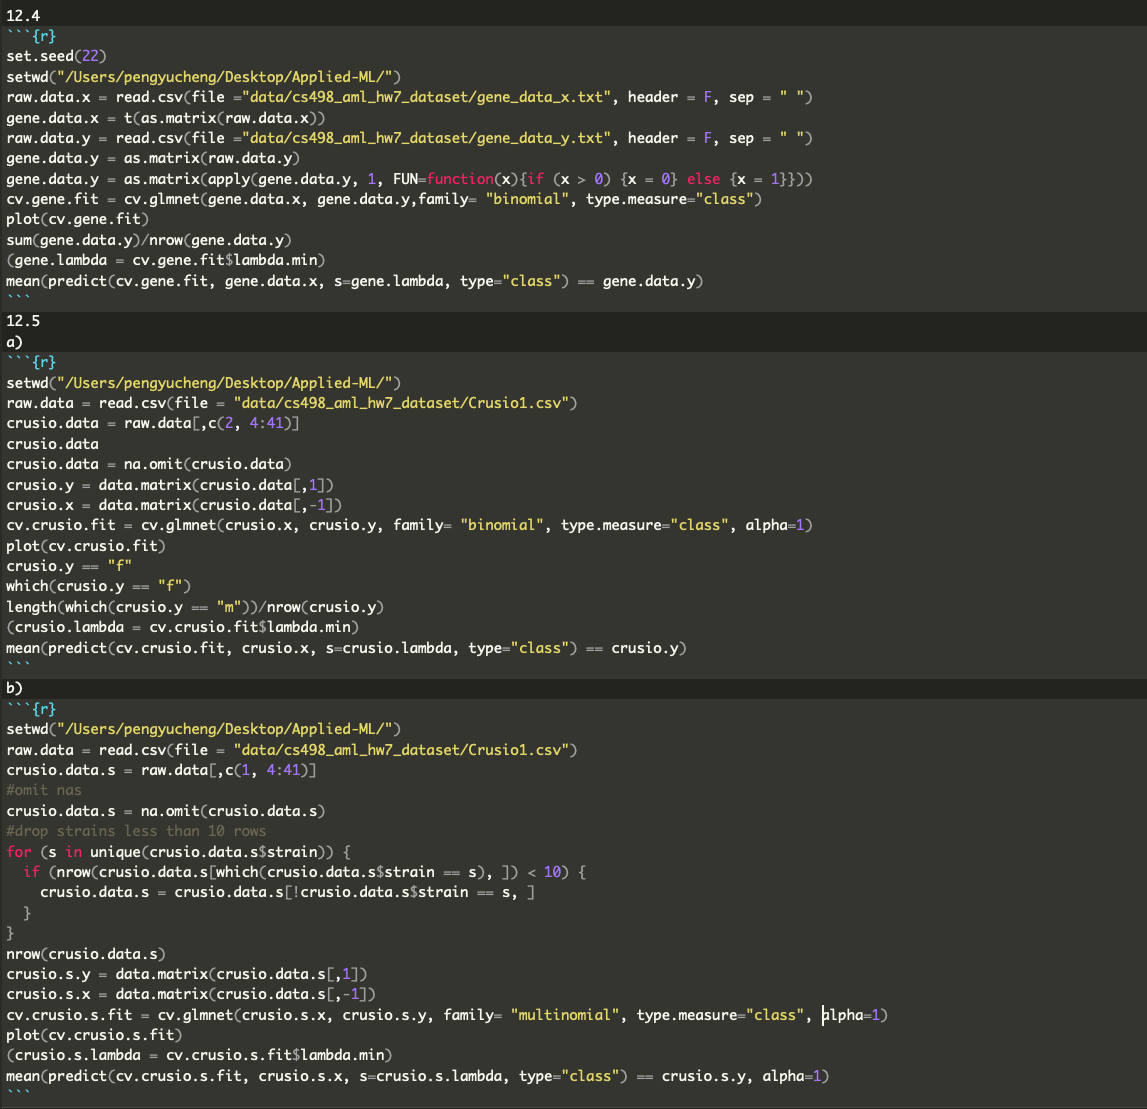 12.4
```{r}
set.seed(22)
setwd("/Users/pengyucheng/Desktop/Applied-ML/")
raw.data.x = read.csv(file ="data/cs498_aml_hw7_dataset/gene_data_x.txt", header = F, sep = " ")
gene.data.x = t(as.matrix(raw.data.x))
raw.data.y = read.csv(file ="data/cs498_aml_hw7_dataset/gene_data_y.txt", header = F, sep = " ")
gene.data.y = as.matrix(raw.data.y)
gene.data.y = as.matrix(apply(gene.data.y, 1, FUN=function(x){if (x > 0) {x = 0} else {x = 1}}))
cv.gene.fit = cv.glmnet(gene.data.x, gene.data.y,family= "binomial", type.measure="class")
plot(cv.gene.fit)
sum(gene.data.y)/nrow(gene.data.y)
(gene.lambda = cv.gene.fit$lambda.min)
mean(predict(cv.gene.fit, gene.data.x, s=gene.lambda, type="class") == gene.data.y)
```
12.5
a)
```{r}
setwd("/Users/pengyucheng/Desktop/Applied-ML/")
raw.data = read.csv(file = "data/cs498_aml_hw7_dataset/Crusio1.csv")
crusio.data = raw.data[,c(2, 4:41)]
crusio.data
crusio.data = na.omit(crusio.data)
crusio.y = data.matrix(crusio.data[,1])
crusio.x = data.matrix(crusio.data[,-1])
cv.crusio.fit = cv.glmnet(crusio.x, crusio.y, family= "binomial", type.measure="class", alpha=1)
plot(cv.crusio.fit)
crusio.y == "f"
which(crusio.y == "f")
length(which(crusio.y == "m"))/nrow(crusio.y)
(crusio.lambda = cv.crusio.fit$lambda.min)
mean(predict(cv.crusio.fit, crusio.x, s=crusio.lambda, type="class") == crusio.y)
```
b)
```{r}
setwd("/Users/pengyucheng/Desktop/Applied-ML/")
raw.data = read.csv(file = "data/cs498_aml_hw7_dataset/Crusio1.csv")
crusio.data.s = raw.data[,c(1, 4:41)]
#omit nas
crusio.data.s = na.omit(crusio.data.s)
#drop strains less than 10 rows
for (s in unique(crusio.data.s$strain)) {
  if (nrow(crusio.data.s[which(crusio.data.s$strain == s), ]) < 10) {
    crusio.data.s = crusio.data.s[!crusio.data.s$strain == s, ]
  }
}
nrow(crusio.data.s)
crusio.s.y = data.matrix(crusio.data.s[,1])
crusio.s.x = data.matrix(crusio.data.s[,-1])
cv.crusio.s.fit = cv.glmnet(crusio.s.x, crusio.s.y, family= "multinomial", type.measure="class", alpha=1)
plot(cv.crusio.s.fit)
(crusio.s.lambda = cv.crusio.s.fit$lambda.min)
mean(predict(cv.crusio.s.fit, crusio.s.x, s=crusio.s.lambda, type="class") == crusio.s.y, alpha=1)
```